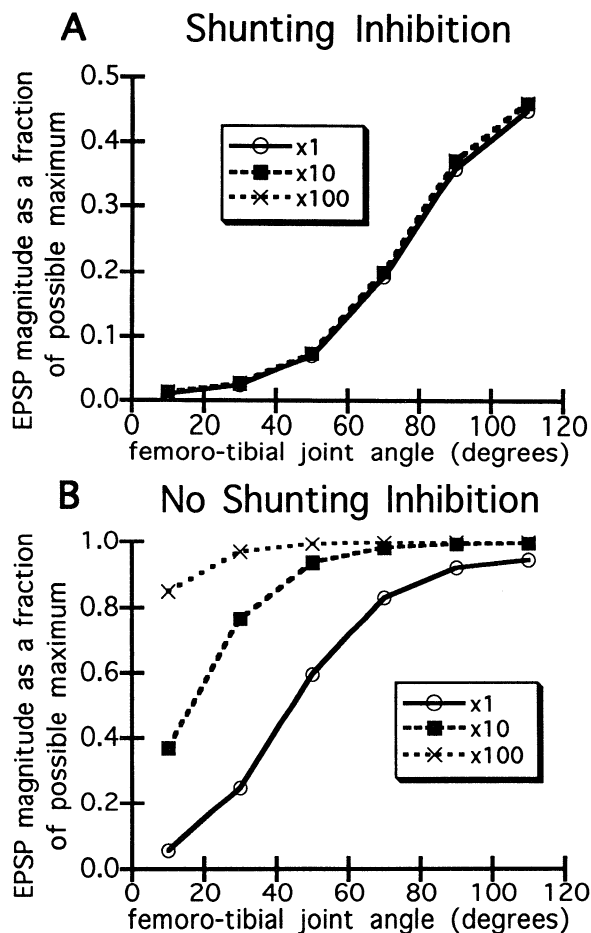 A Shunting Inhibition
EPSP magnitude as a fraction
of possible maximum
0.5
0.4
0.3
0.2
0.1
0.0
x1
x10
x100
0 20 40 60 80 100 120
femoro-tibial joint angle (degrees)
B No Shunting Inhibition
EPSP magnitude as a fraction
of possible maximum
1.0
0.8
0.6
0.4
0.2
0.0
x1
x10
x100
0 20 40 60 80 100 120
femoro-tibial joint angle (degrees)